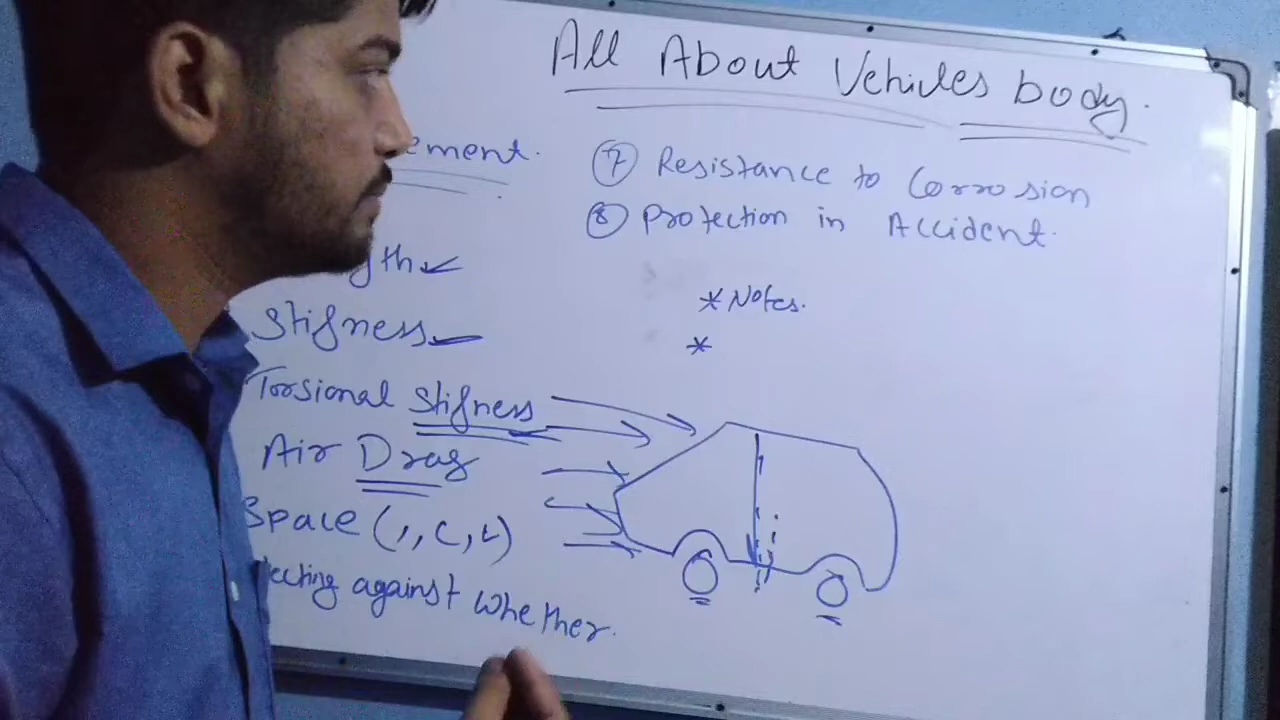 All About Vehicles body.
ement.
gth
Stifness
Torsional Stifness
Air Drag
Space (1, C, L)
ecting against whether.
⑦ Resistance to Corrosion
⑧ Protection in Accident.
* Notes.
*